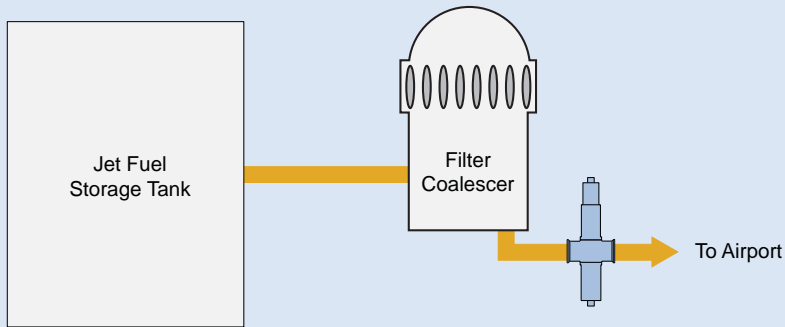 Jet Fuel
Storage Tank
Filter
Coalescer
To Airport